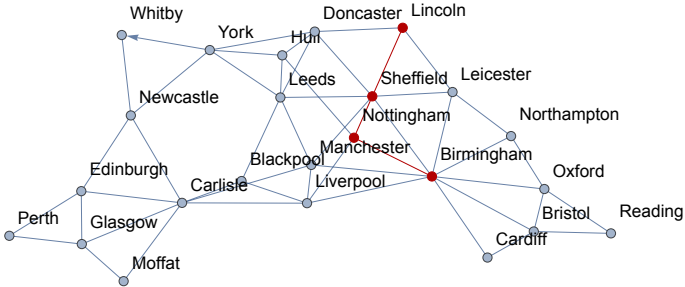 Whitby
Doncaster
Lincoln
York
Hull
Leeds
Sheffield
Leicester
Newcastle
Nottingham
Northampton
Manchester
Birmingham
Blackpool
Edinburgh
Carlisle
Liverpool
Oxford
Perth
Glasgow
Bristol
Reading
Cardiff
Moffat